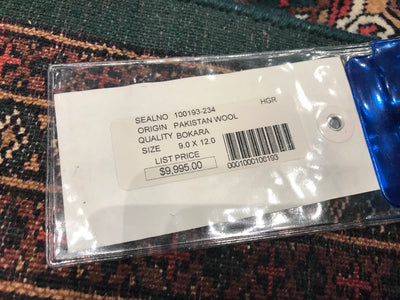 SEALNO 100193-234 HGR
ORIGIN PAKISTAN WOOL
QUALITY BOKARA
SIZE 9.0 X 12.0
LIST PRICE
$9,995.00
0001000100193